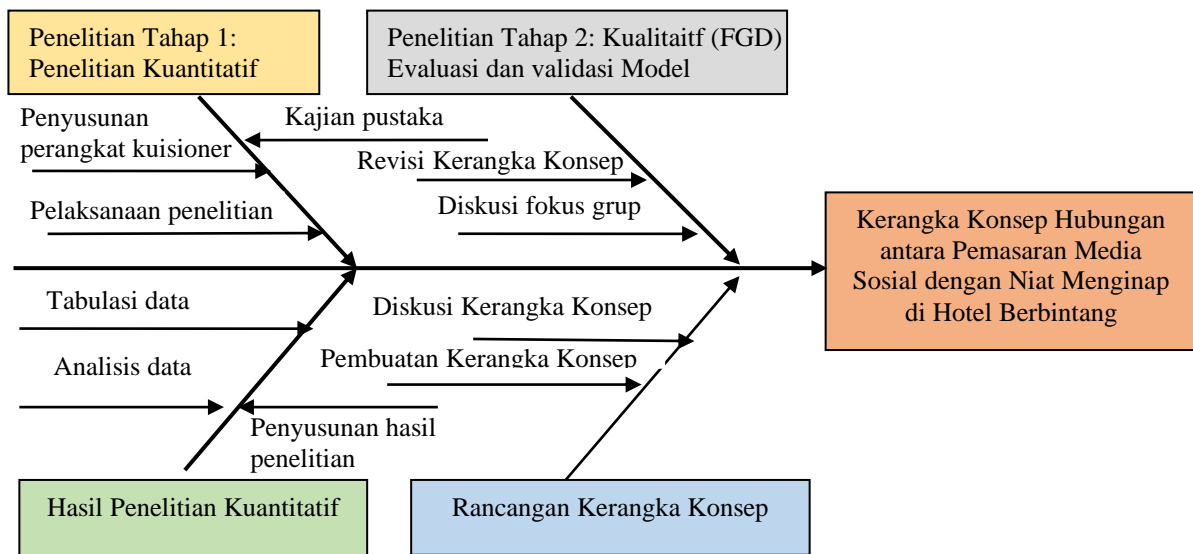 Penelitian Tahap 1:
Penelitian Kuantitatif
Penelitian Tahap 2: Kualitaitf (FGD)
Evaluasi dan validasi Model
Penyusunan
perangkat kuisioner
Kajian pustaka
Revisi Kerangka Konsep
Pelaksanaan penelitian
Diskusi fokus grup
Kerangka Konsep Hubungan
antara Pemasaran Media
Sosial dengan Niat Menginap
di Hotel Berbintang
Tabulasi data
Diskusi Kerangka Konsep
Analisis data
Pembuatan Kerangka Konsep
Penyusunan hasil
penelitian
Hasil Penelitian Kuantitatif
Rancangan Kerangka Konsep